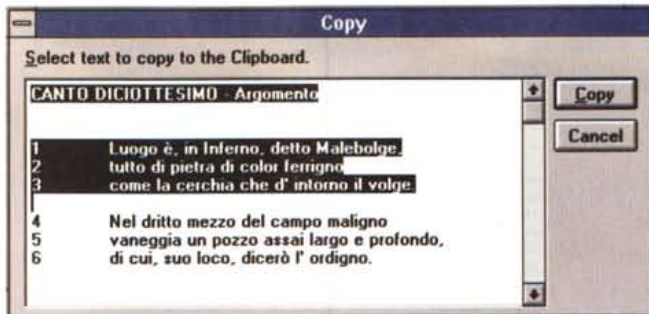 Copy
Select text to copy to the Clipboard.
CANTO DICIOTTESIMO - Argomento
Copy
Cancel
1 Luogo è, in Inferno, detto Malebolge,
2 tutto di pietra di color ferrigno
3 come la cerchia che d' intorno il volge.
4 Nel dritto mezzo del campo maligno
5 vaneggia un pozzo assai largo e profondo,
6 di cui, suo loco, dicerò l' ordigno.